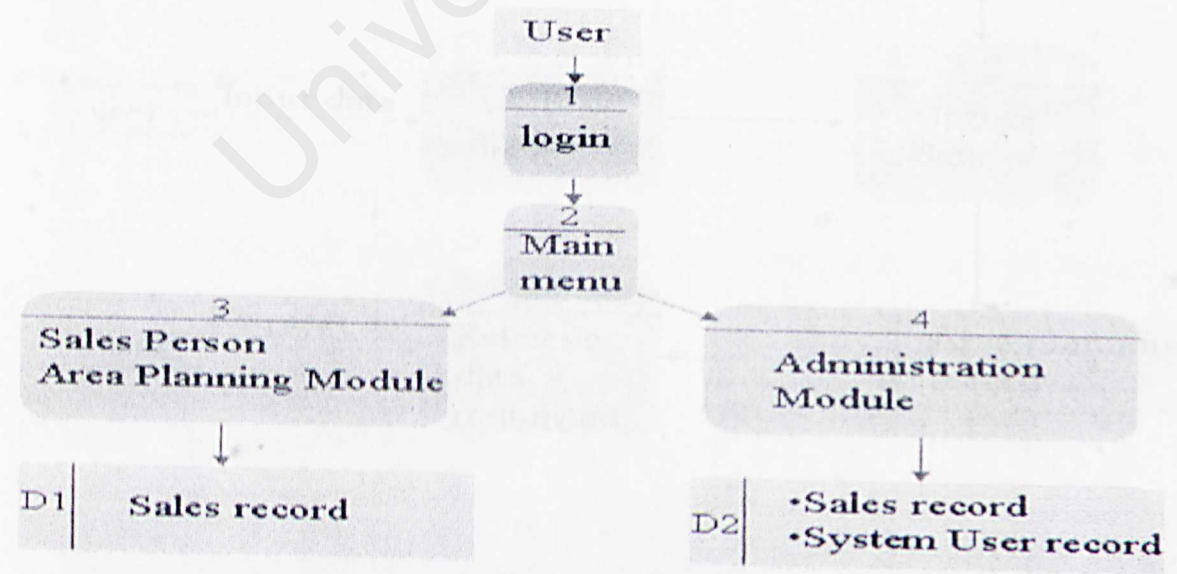 User
1
login
2
Main
menu
3
Sales Person
Area Planning Module
4
Administration
Module
D1
Sales record
D2
•Sales record
•System User record